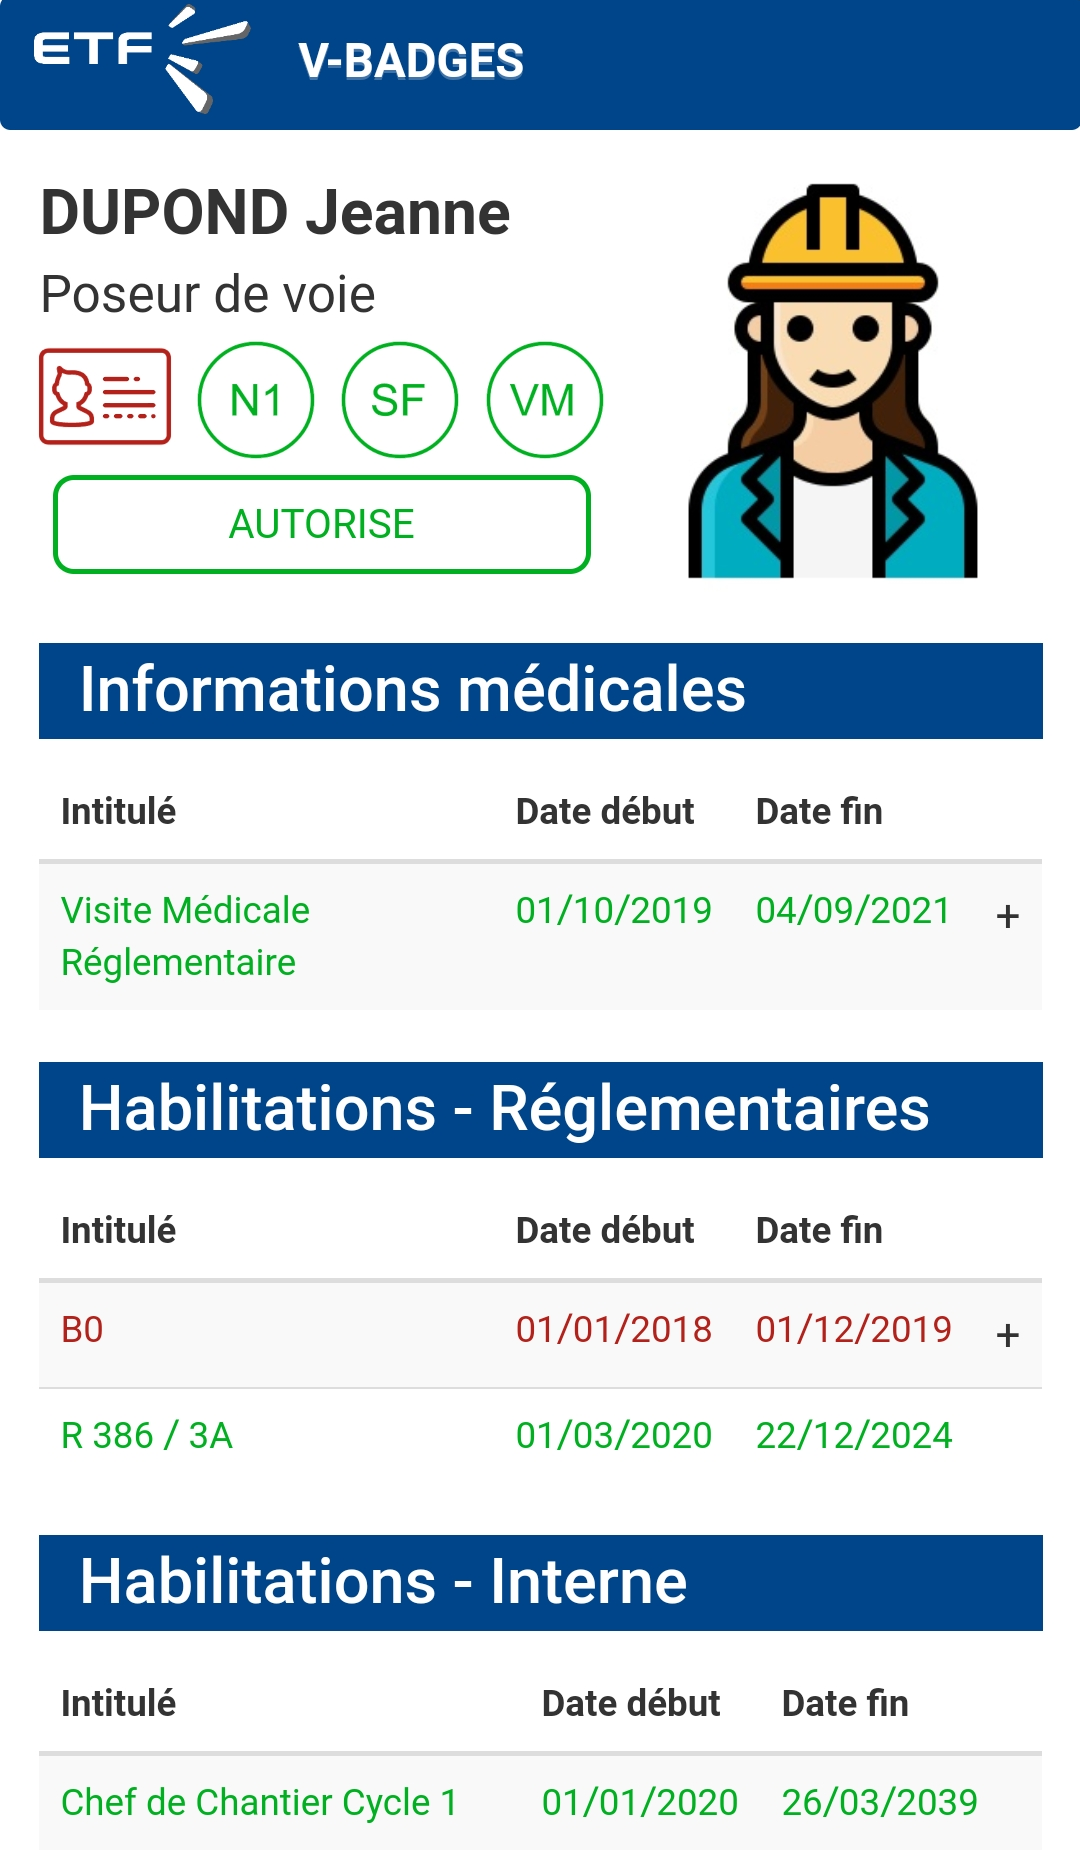 ETF V-BADGES
DUPOND Jeanne
Poseur de voie
N1 SF VM
AUTORISE
Informations médicales
Intitulé Date début Date fin
Visite Médicale 01/10/2019 04/09/2021 +
Réglementaire
Habilitations - Réglementaires
Intitulé Date début Date fin
B0 01/01/2018 01/12/2019 +
R 386 / 3A 01/03/2020 22/12/2024
Habilitations - Interne
Intitulé Date début Date fin
Chef de Chantier Cycle 1 01/01/2020 26/03/2039